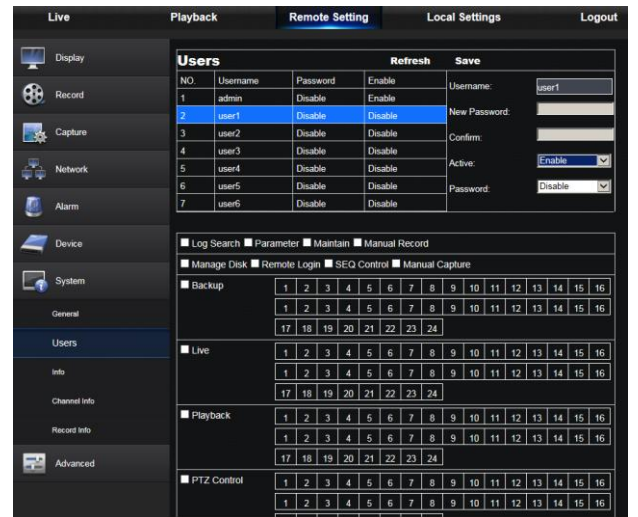 Live Playback Remote Setting Local Settings Logout
Display
Record
Capture
Network
Alarm
Device
System
General
Users
Info
Channel Info
Record Info
Advanced
Users Refresh Save
NO. Username Password Enable
1 admin Disable Enable
2 user1 Disable Disable
3 user2 Disable Disable
4 user3 Disable Disable
5 user4 Disable Disable
6 user5 Disable Disable
7 user6 Disable Disable
Username: user1
New Password:
Confirm:
Active: Enable
Password: Disable
Log Search Parameter Maintain Manual Record
Manage Disk Remote Login SEQ Control Manual Capture
Backup 1 2 3 4 5 6 7 8 9 10 11 12 13 14 15 16
1 2 3 4 5 6 7 8 9 10 11 12 13 14 15 16
17 18 19 20 21 22 23 24
Live 1 2 3 4 5 6 7 8 9 10 11 12 13 14 15 16
1 2 3 4 5 6 7 8 9 10 11 12 13 14 15 16
17 18 19 20 21 22 23 24
Playback 1 2 3 4 5 6 7 8 9 10 11 12 13 14 15 16
1 2 3 4 5 6 7 8 9 10 11 12 13 14 15 16
17 18 19 20 21 22 23 24
PTZ Control 1 2 3 4 5 6 7 8 9 10 11 12 13 14 15 16
1 2 3 4 5 6 7 8 9 10 11 12 13 14 15 16